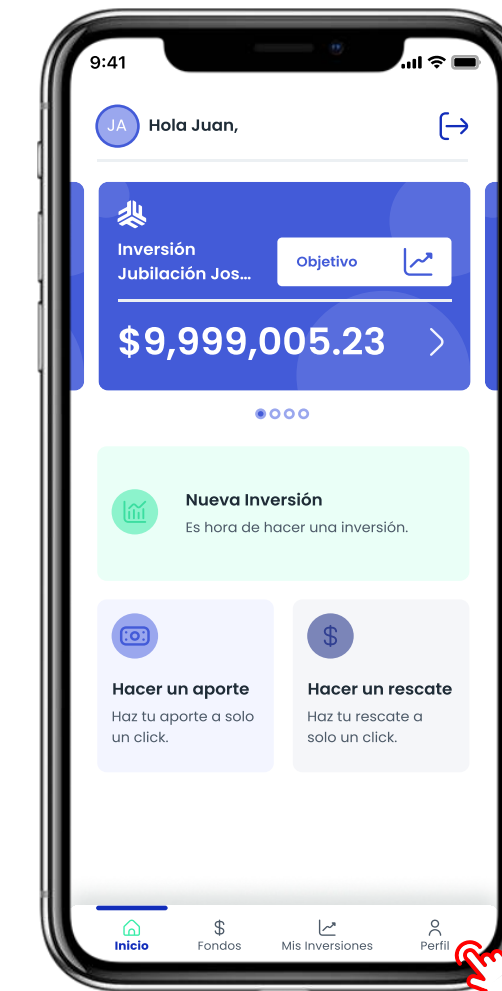 9:41
JA
Hola Juan,
Inversión
Jubilación Jos...
Objetivo
$9,999,005.23
Nueva Inversión
Es hora de hacer una inversión.
Hacer un aporte
Haz tu aporte a solo
un click.
$
Hacer un rescate
Haz tu rescate a
solo un click.
Inicio
$
Fondos
Mis Inversiones
Perfil